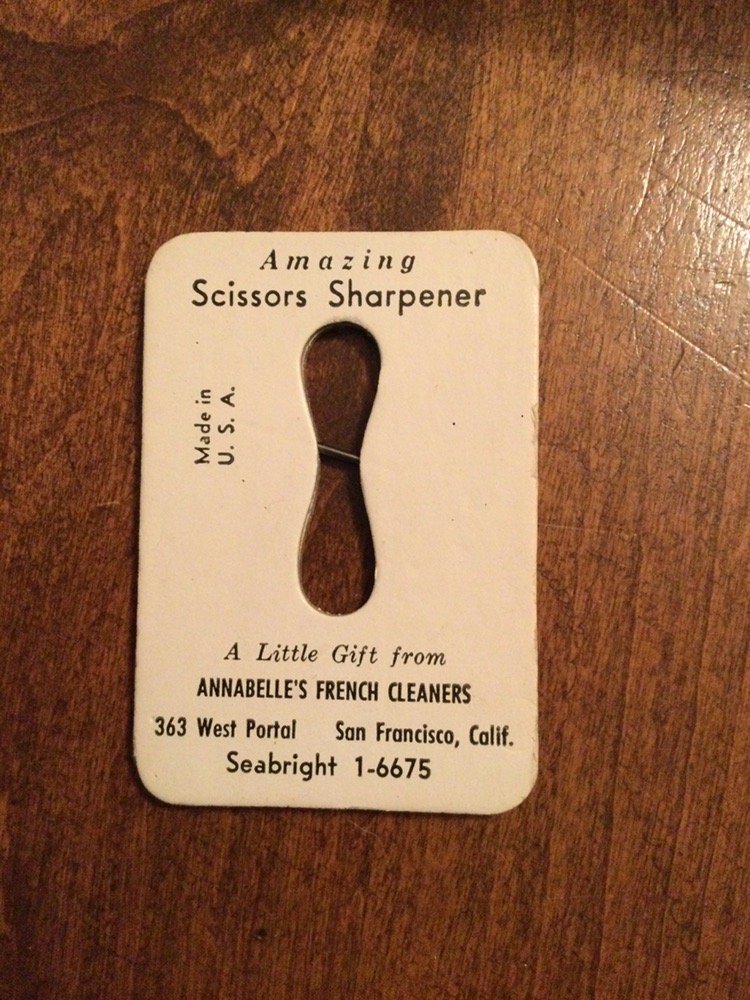 Amazing
Scissors Sharpener
Made in
U. S. A.
A Little Gift from
ANNABELLE'S FRENCH CLEANERS
363 West Portal San Francisco, Calif.
Seabright 1-6675